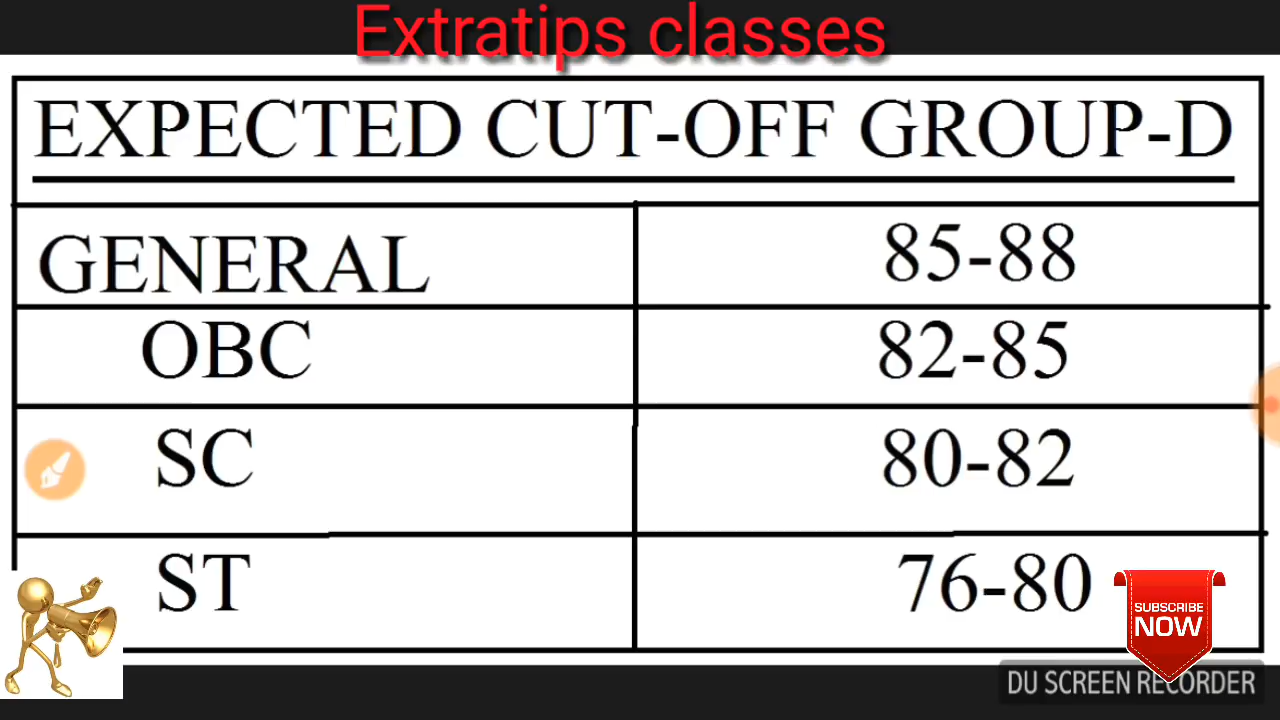 Extratips classes
EXPECTED CUT-OFF GROUP-D
GENERAL 85-88
OBC 82-85
SC 80-82
ST 76-80
SUBSCRIBE
NOW
DU SCREEN RECORDER